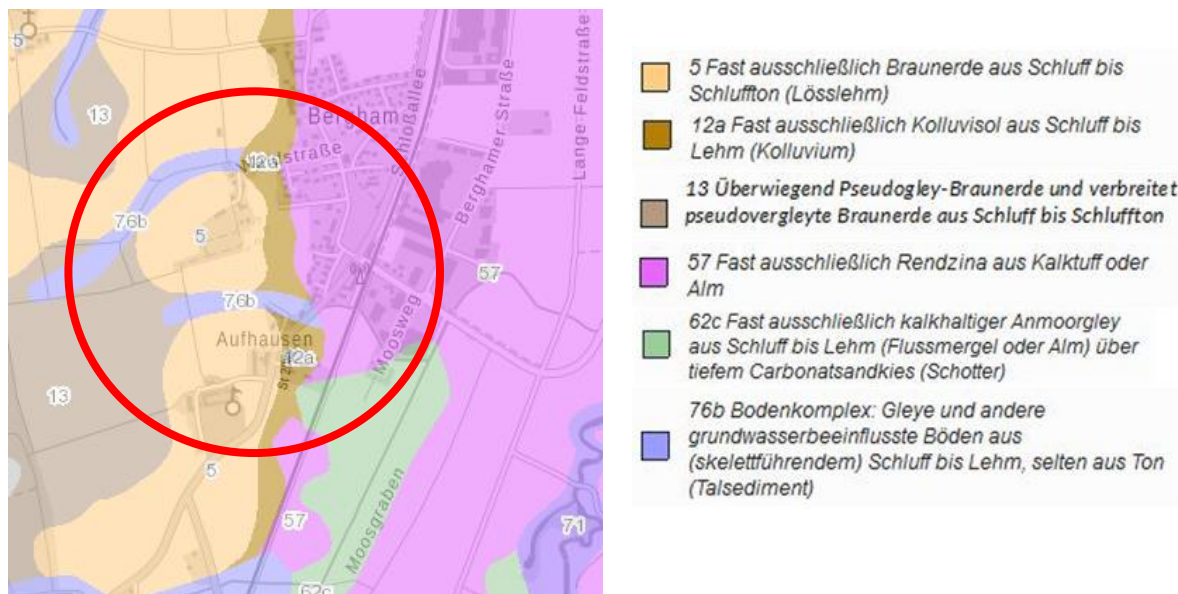 5
13
Bergham
Schloßallee
Berghamer Straße
Lange Feldstraße
12a
76b
5
57
76b
Aufhausen
Moosweg
12a
13
5
57
Moosgraben
71
62c
5 Fast ausschließlich Braunerde aus Schluff bis
Schluffton (Lösslehm)
12a Fast ausschließlich Kolluvisol aus Schluff bis
Lehm (Kolluvium)
13 Überwiegend Pseudogley-Braunerde und verbreitet
pseudovergleyte Braunerde aus Schluff bis Schluffton
57 Fast ausschließlich Rendzina aus Kalktuff oder
Alm
62c Fast ausschließlich kalkhaltiger Anmoorgley
aus Schluff bis Lehm (Flussmergel oder Alm) über
tiefem Carbonatsandkies (Schotter)
76b Bodenkomplex: Gleye und andere
grundwasserbeeinflusste Böden aus
(skelettführendem) Schluff bis Lehm, selten aus Ton
(Talsediment)